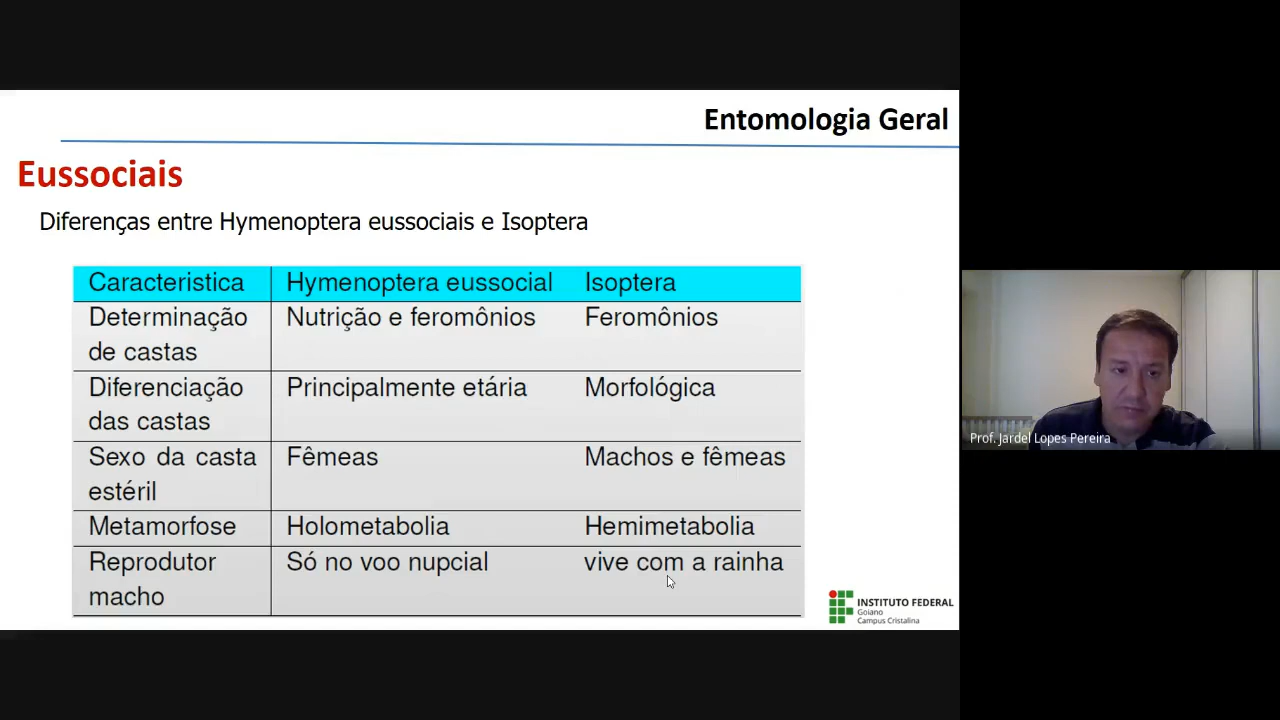 Entomologia Geral
Eussociais
Diferenças entre Hymenoptera eussociais e Isoptera
Caracteristica Hymenoptera eussocial Isoptera
Determinação Nutrição e feromônios Feromônios
de castas
Diferenciação Principalmente etária Morfológica
das castas
Sexo da casta Fêmeas Machos e fêmeas
estéril
Metamorfose Holometabolia Hemimetabolia
Reprodutor Só no voo nupcial vive com a rainha
macho
INSTITUTO FEDERAL
Goiano
Campus Cristalina
Prof. Jardel Lopes Pereira